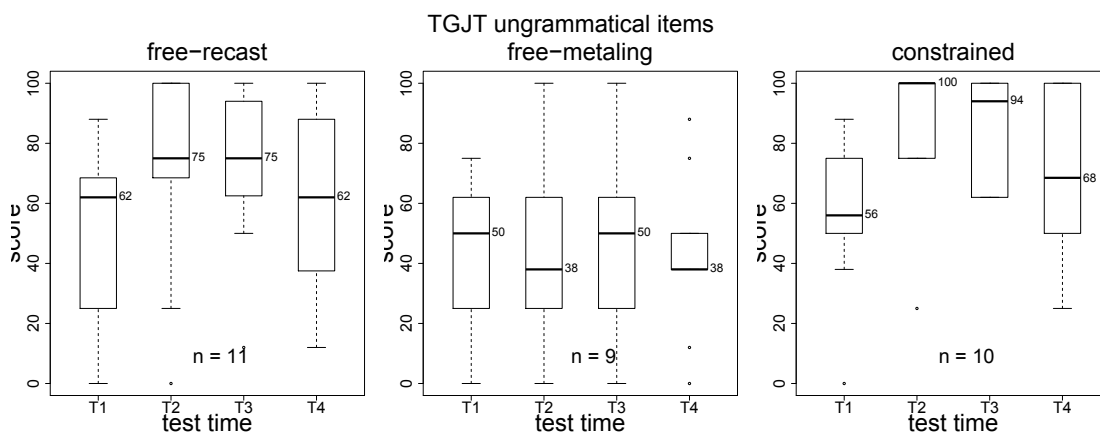 TGJT ungrammatical items
free−recast
free−metaling
constrained
score
0
20
40
60
80
100
62
75
75
62
n = 11
T1
T2
T3
T4
test time
score
0
20
40
60
80
100
50
38
50
38
n = 9
T1
T2
T3
T4
test time
score
0
20
40
60
80
100
56
100
94
68
n = 10
T1
T2
T3
T4
test time